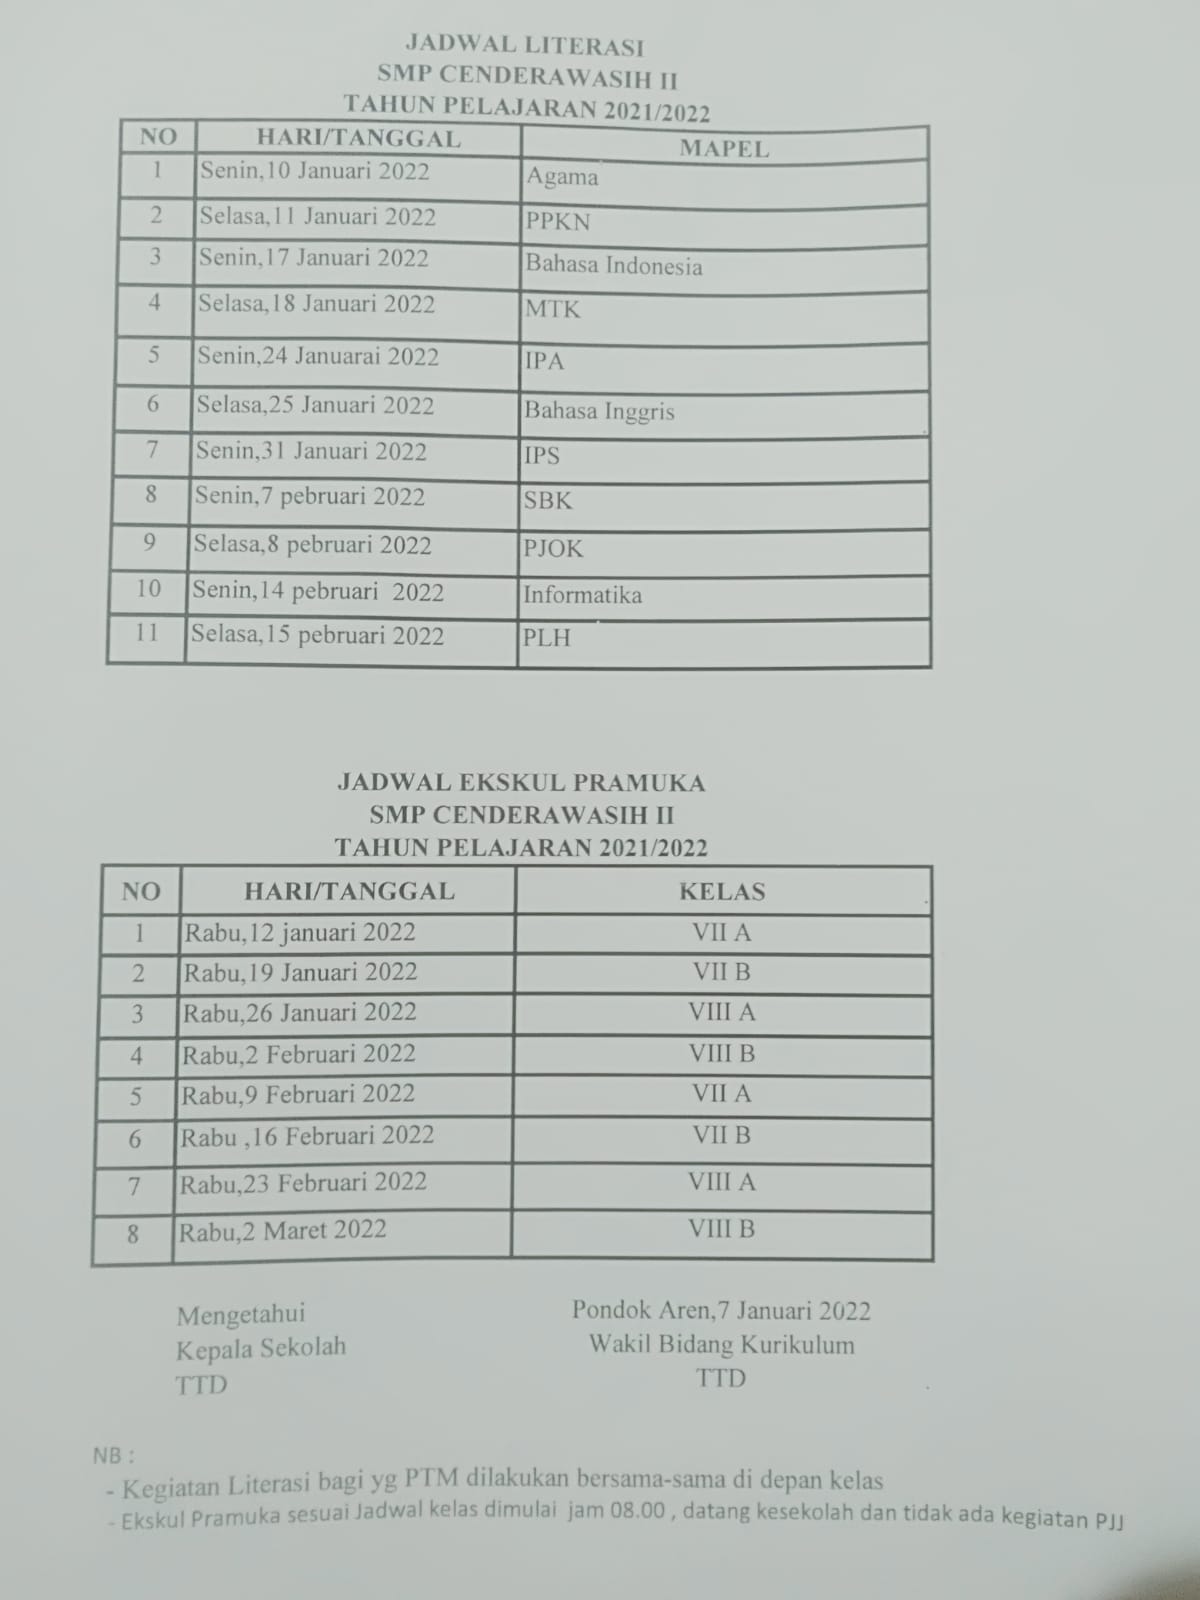 JADWAL LITERASI
SMP CENDERAWASIH II
TAHUN PELAJARAN 2021/2022
NO HARI/TANGGAL MAPEL
1 Senin,10 Januari 2022 Agama
2 Selasa,11 Januari 2022 PPKN
3 Senin,17 Januari 2022 Bahasa Indonesia
4 Selasa,18 Januari 2022 MTK
5 Senin,24 Januarai 2022 IPA
6 Selasa,25 Januari 2022 Bahasa Inggris
7 Senin,31 Januari 2022 IPS
8 Senin,7 pebruari 2022 SBK
9 Selasa,8 pebruari 2022 PJOK
10 Senin,14 pebruari 2022 Informatika
11 Selasa,15 pebruari 2022 PLH
JADWAL EKSKUL PRAMUKA
SMP CENDERAWASIH II
TAHUN PELAJARAN 2021/2022
NO HARI/TANGGAL KELAS
1 Rabu,12 januari 2022 VII A
2 Rabu,19 Januari 2022 VII B
3 Rabu,26 Januari 2022 VIII A
4 Rabu,2 Februari 2022 VIII B
5 Rabu,9 Februari 2022 VII A
6 Rabu ,16 Februari 2022 VII B
7 Rabu,23 Februari 2022 VIII A
8 Rabu,2 Maret 2022 VIII B
Mengetahui Pondok Aren,7 Januari 2022
Kepala Sekolah Wakil Bidang Kurikulum
TTD TTD
NB :
- Kegiatan Literasi bagi yg PTM dilakukan bersama-sama di depan kelas
- Ekskul Pramuka sesuai Jadwal kelas dimulai jam 08.00 , datang kesekolah dan tidak ada kegiatan PJJ